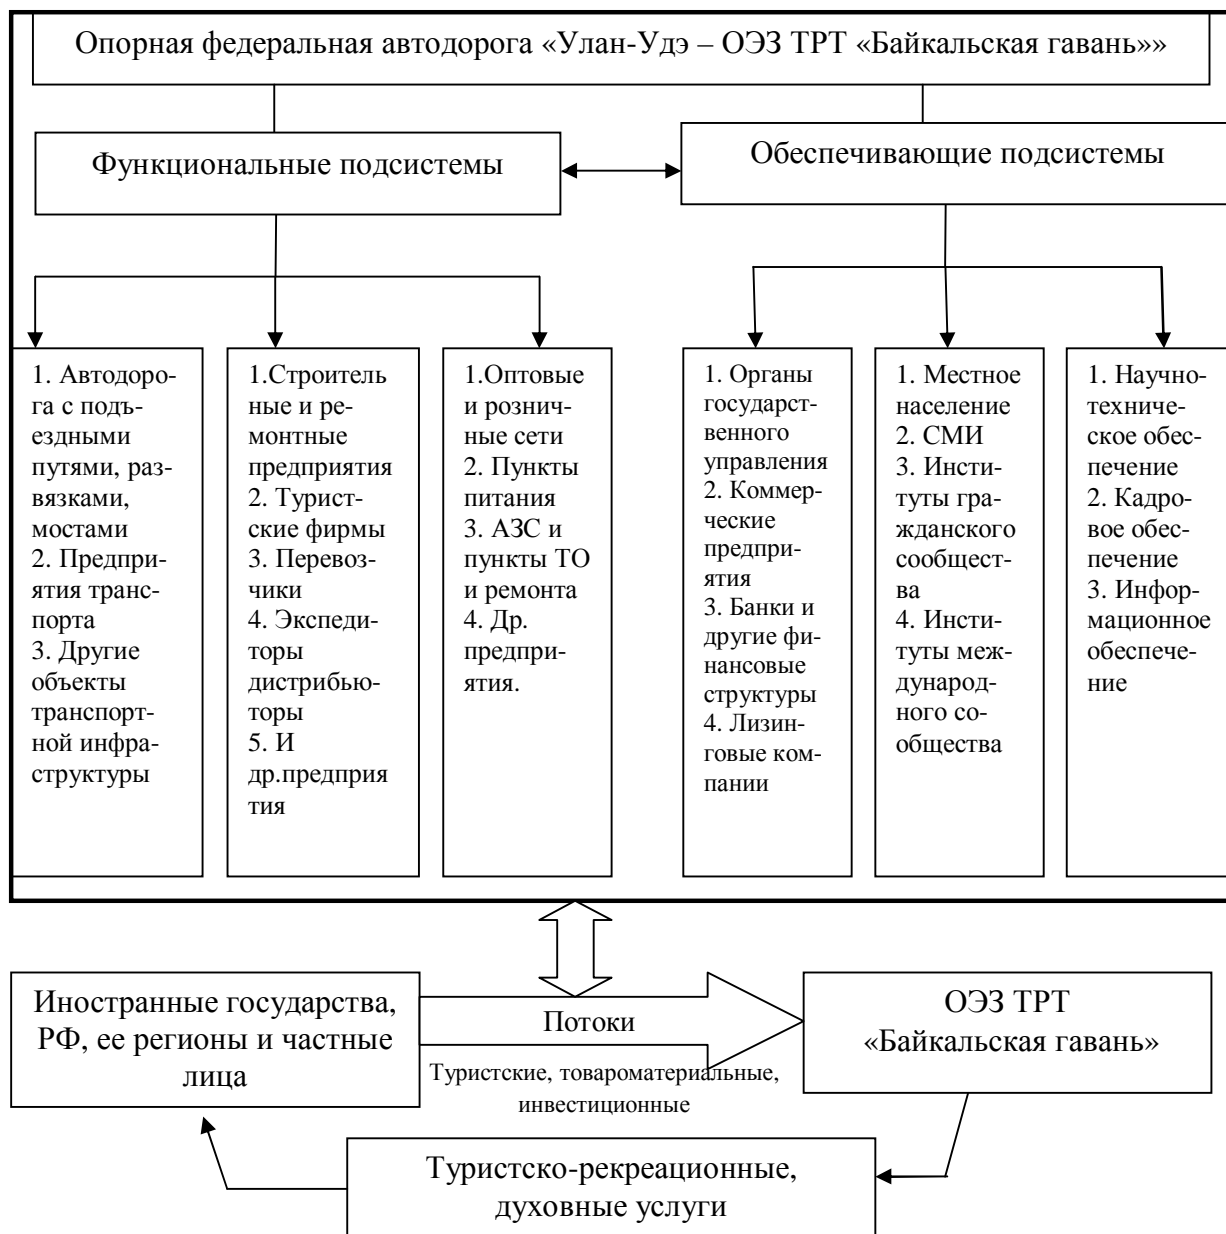 Опорная федеральная автодорога «Улан-Удэ – ОЭЗ ТРТ «Байкальская гавань»»
Функциональные подсистемы
Обеспечивающие подсистемы
1. Автодоро-
га с подъ-
ездными
путями, раз-
вязками,
мостами
2. Предпри-
ятия транс-
порта
3. Другие
объекты
транспорт-
ной инфра-
структуры
1.Строитель
ные и ре-
монтные
предприятия
2. Турист-
ские фирмы
3. Перевоз-
чики
4. Экспеди-
торы
дистрибью-
торы
5. И
др.предприя
тия
1.Оптовые
и рознич-
ные сети
2. Пункты
питания
3. АЗС и
пункты ТО
и ремонта
4. Др.
предпри-
ятия.
1. Органы
государст-
венного
управления
2. Коммер-
ческие
предпри-
ятия
3. Банки и
другие фи-
нансовые
структуры
4. Лизин-
говые ком-
пании
1. Местное
население
2. СМИ
3. Инсти-
туты гра-
жданского
сообщест-
ва
4. Инсти-
туты меж-
дународ-
ного со-
общества
1. Научно-
техниче-
ское обес-
печение
2. Кадро-
вое обес-
печение
3. Инфор-
мационное
обеспече-
ние
Иностранные государства,
РФ, ее регионы и частные
лица
Потоки
Туристские, товароматериальные,
инвестиционные
ОЭЗ ТРТ
«Байкальская гавань»
Туристско-рекреационные,
духовные услуги